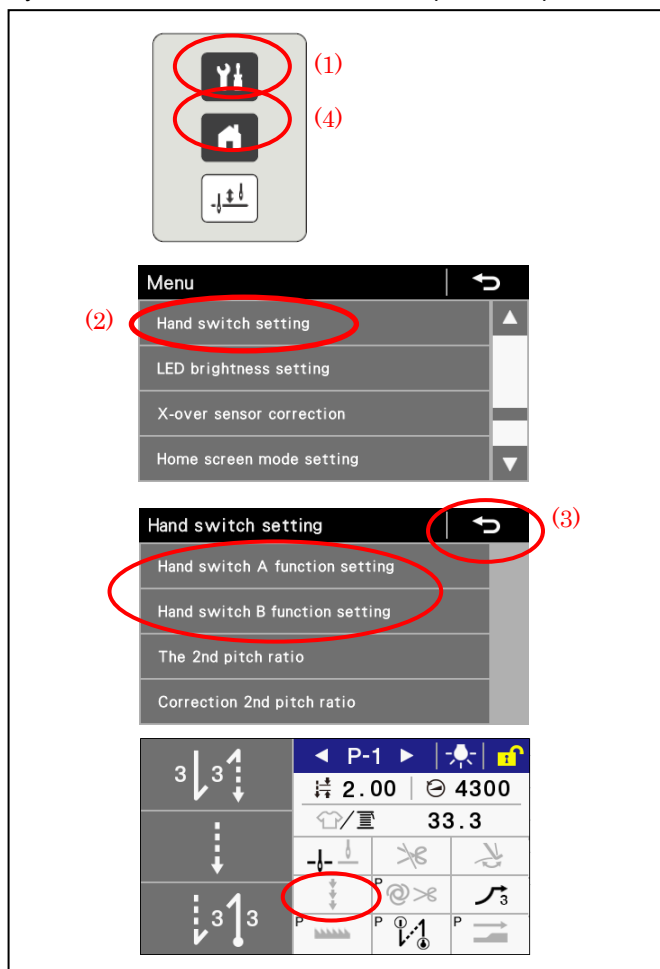 (1)
(4)
Menu
(2)
Hand switch setting
LED brightness setting
X-over sensor correction
Home screen mode setting
Hand switch setting
(3)
Hand switch A function setting
Hand switch B function setting
The 2nd pitch ratio
Correction 2nd pitch ratio
3 3
P-1
2.00 4300
/ 33.3
P 3
3 3
P P P